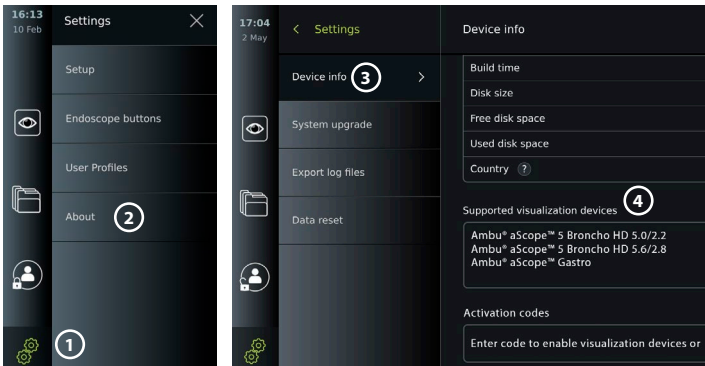 16:13
10 Feb
Settings
Setup
Endoscope buttons
User Profiles
About
2
1
17:04
2 May
Settings
Device info
Device info
3
System upgrade
Export log files
Data reset
Build time
Disk size
Free disk space
Used disk space
Country ?
4
Supported visualization devices
Ambu® aScope™ 5 Broncho HD 5.0/2.2
Ambu® aScope™ 5 Broncho HD 5.6/2.8
Ambu® aScope™ Gastro
Activation codes
Enter code to enable visualization devices or